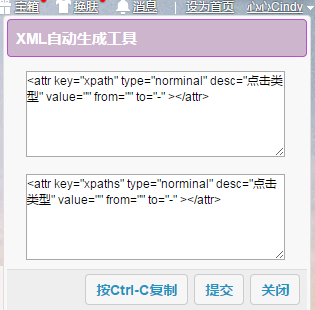 宝箱 换肤 消息 | 设为首页 心心Cindy
XML自动生成工具
<attr key="xpath" type="norminal" desc="点击类
型" value="" from="" to="-" ></attr>
<attr key="xpaths" type="norminal" desc="点击
类型" value="" from="" to="-" ></attr>
按Ctrl-C复制 提交 关闭